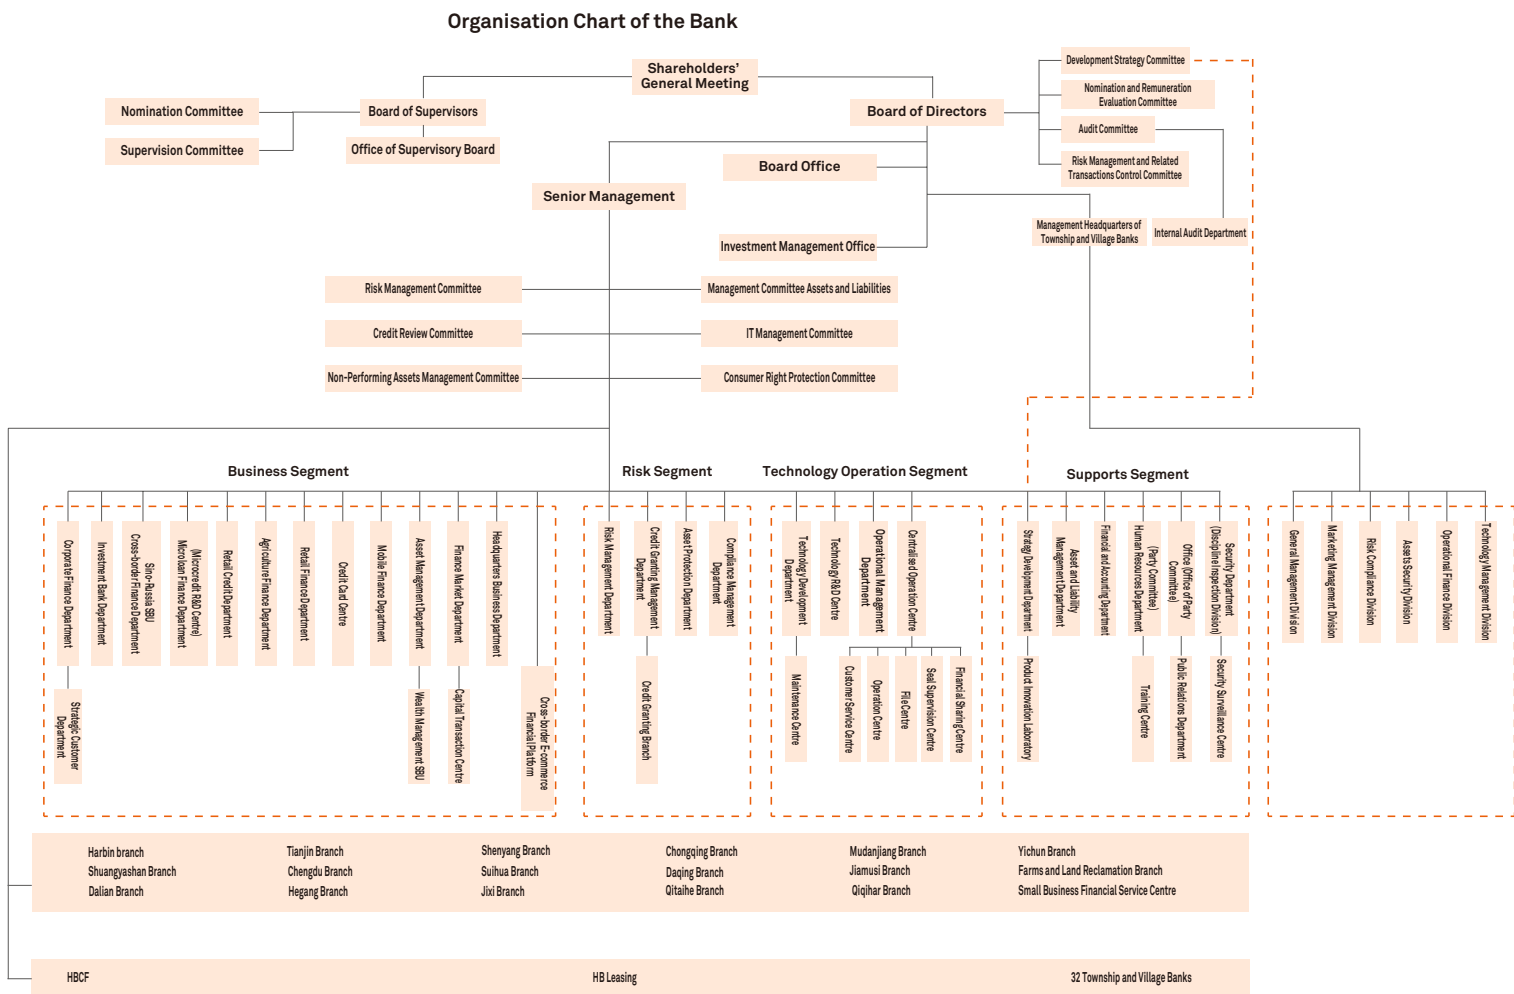 Organisation Chart of the Bank
Shareholders'
General Meeting
Development Strategy Committee
Nomination and Remuneration
Evaluation Committee
Nomination Committee
Board of Supervisors
Board of Directors
Audit Committee
Supervision Committee
Office of Supervisory Board
Board Office
Risk Management and Related
Transactions Control Committee
Senior Management
Management Headquarters of
Township and Village Banks
Internal Audit Department
Investment Management Office
Risk Management Committee
Management Committee Assets and Liabilities
Credit Review Committee
IT Management Committee
Non-Performing Assets Management Committee
Consumer Right Protection Committee
Business Segment
Risk Segment
Technology Operation Segment
Supports Segment
Corporate Finance Department
Investment Bank Department
Sino-Russia SBU
Cross-border Finance Department
(Microcredit R&D Centre)
Microloan Finance Department
Retail Credit Department
Agriculture Finance Department
Retail Finance Department
Credit Card Centre
Mobile Finance Department
Asset Management Department
Finance Market Department
Headquarters Business Department
Strategic Customer
Department
Wealth Management SBU
Capital Transaction Centre
Cross-border E-commerce
Financial Platform
Risk Management Department
Credit Granting Management
Department
Asset Protection Department
Compliance Management
Department
Credit Granting Branch
Technology Development
Department
Technology R&D Centre
Operational Management
Department
Centralised Operation Centre
Maintenance Centre
Customer Service Centre
Operation Centre
File Centre
Seal Supervision Centre
Financial Sharing Centre
Strategy Development Department
Asset and Liability
Management Department
Financial and Accounting Department
(Party Committee)
Human Resources Department
Office (Office of Party
Committee)
Security Department
(Discipline Inspection Division)
Product Innovation Laboratory
Training Centre
Public Relations Department
Security Surveillance Centre
General Management Division
Marketing Management Division
Risk Compliance Division
Assets Security Division
Operational Finance Division
Technology Management Division
Harbin branch
Tianjin Branch
Shenyang Branch
Chongqing Branch
Mudanjiang Branch
Yichun Branch
Shuangyashan Branch
Chengdu Branch
Suihua Branch
Daqing Branch
Jiamusi Branch
Farms and Land Reclamation Branch
Dalian Branch
Hegang Branch
Jixi Branch
Qitaihe Branch
Qiqihar Branch
Small Business Financial Service Centre
HBCF
HB Leasing
32 Township and Village Banks